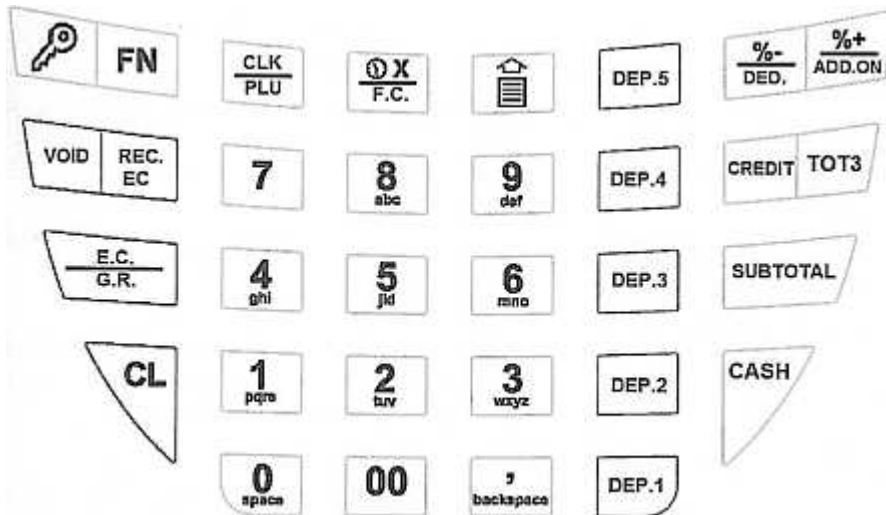 FN
CLK
PLU
X
F.C.
DEP.5
%-
DED.
%+
ADD.ON
VOID
REC.
EC
7
8
abc
9
def
DEP.4
CREDIT
TOT3
E.C.
G.R.
4
ghi
5
jkl
6
mno
DEP.3
SUBTOTAL
CL
1
pqrs
2
tuv
3
wxyz
DEP.2
CASH
0
space
00
,
backspace
DEP.1